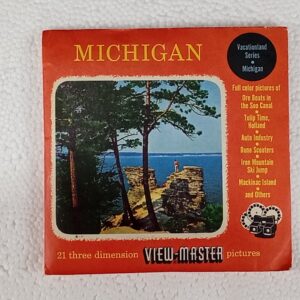 MICHIGAN
Vacationland
Series
•
Michigan
Full color pictures of
Ore Boats in
the Soo Canal
•
Tulip Time,
Holland
•
Auto Industry
•
Dune Scooters
•
Iron Mountain
Ski Jump
•
Mackinac Island
•
and Others
21 three dimension VIEW-MASTER pictures